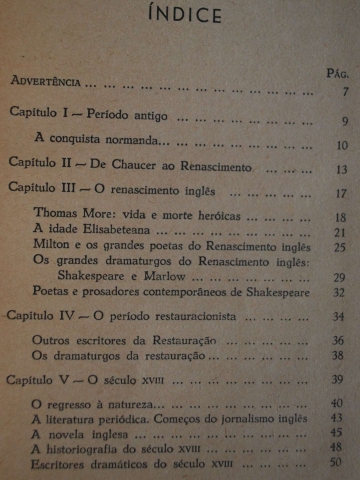 ÍNDICE
PÁG.
ADVERTÊNCIA ... ... ... ... ... ... ... ... ... ... 7
Capítulo I — Período antigo ... ... ... ... ... ... 9
A conquista normanda... ... ... ... ... ... ... 10
Capítulo II — De Chaucer ao Renascimento ... ... ... 13
Capítulo III — O renascimento inglês ... ... ... ... 17
Thomas More: vida e morte heróicas ... ... ... 18
A idade Elisabeteana ... ... ... ... ... ... ... 21
Milton e os grandes poetas do Renascimento inglês 25
Os grandes dramaturgos do Renascimento inglês:
Shakespeare e Marlow ... ... ... ... ... ... 29
Poetas e prosadores contemporâneos de Shakespeare 32
Capítulo IV — O período restauracionista ... ... ... 34
Outros escritores da Restauração ... ... ... ... 36
Os dramaturgos da restauração... ... ... ... ... 38
Capítulo V — O século XVIII ... ... ... ... ... ... 39
O regresso à natureza... ... ... ... ... ... ... 40
A literatura periódica. Começos do jornalismo inglês 43
A novela inglesa... ... ... ... ... ... ... ... 45
A historiografia do século XVIII ... ... ... ... 48
Escritores dramáticos do século XVIII ... ... ... 50